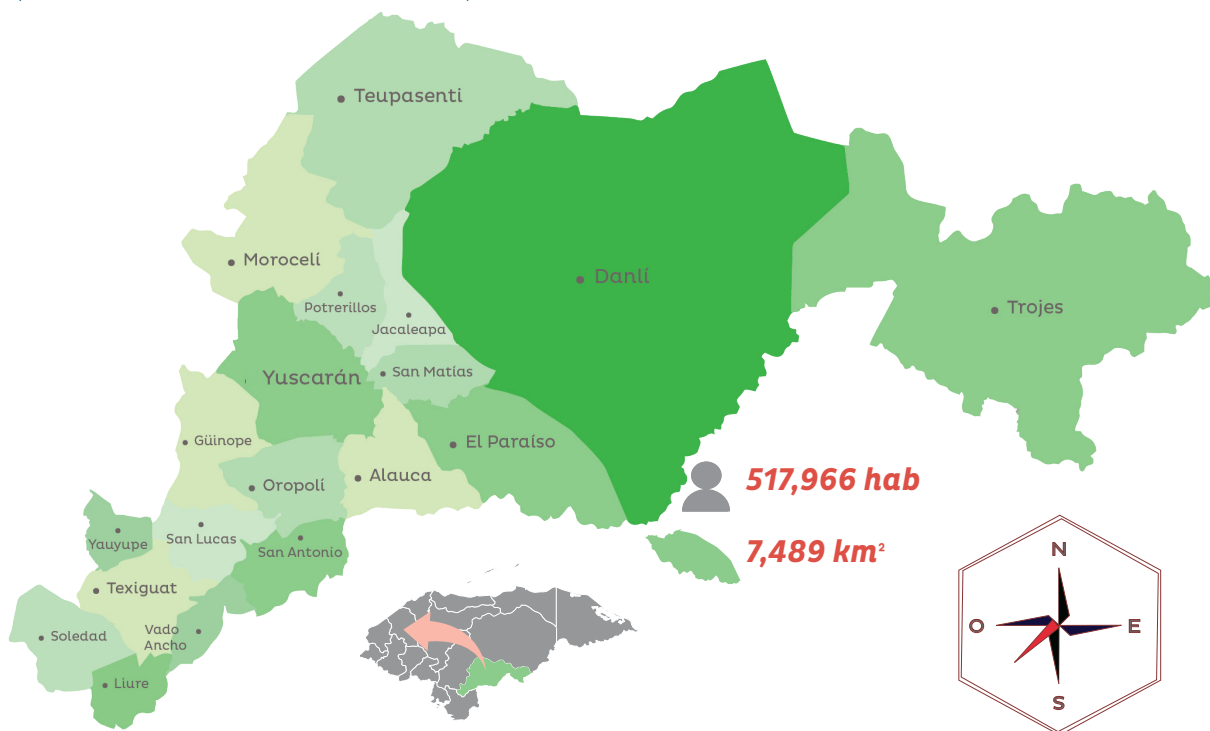 Teupasenti
Morocelí
Danlí
Potrerillos
Trojes
Jacaleapa
San Matías
Yuscarán
Güinope
El Paraíso
Alauca
Oropolí
517,966 hab
San Lucas
Yauyupe
San Antonio
7,489 km²
N
Texiguat
O
E
Soledad
Vado
Ancho
Liure
S